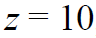 z = 10